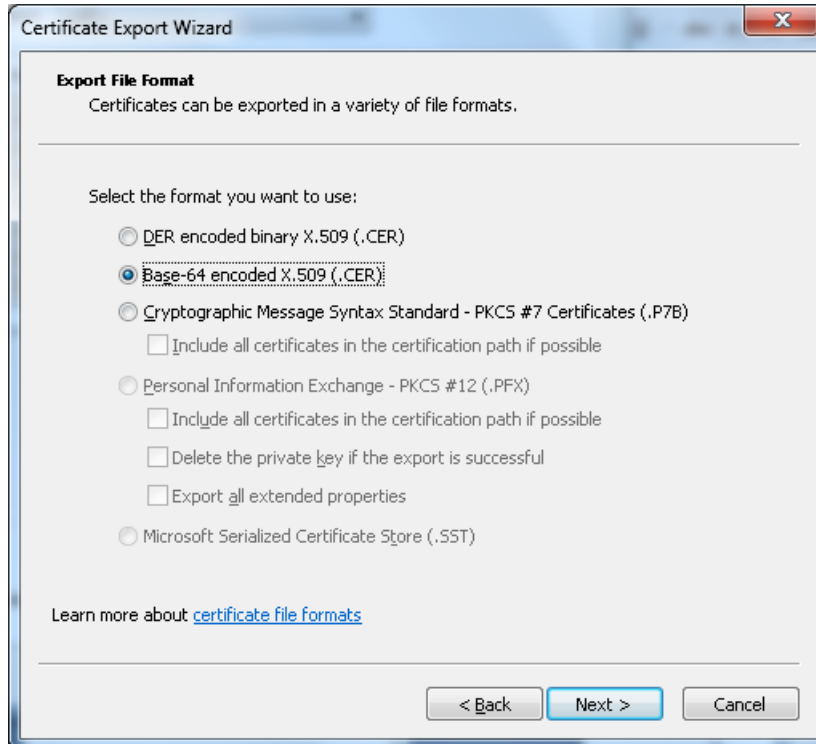 Certificate Export Wizard
Export File Format
Certificates can be exported in a variety of file formats.
Select the format you want to use:
DER encoded binary X.509 (.CER)
Base-64 encoded X.509 (.CER)
Cryptographic Message Syntax Standard - PKCS #7 Certificates (.P7B)
Include all certificates in the certification path if possible
Personal Information Exchange - PKCS #12 (.PFX)
Include all certificates in the certification path if possible
Delete the private key if the export is successful
Export all extended properties
Microsoft Serialized Certificate Store (.SST)
Learn more about certificate file formats
< Back Next > Cancel